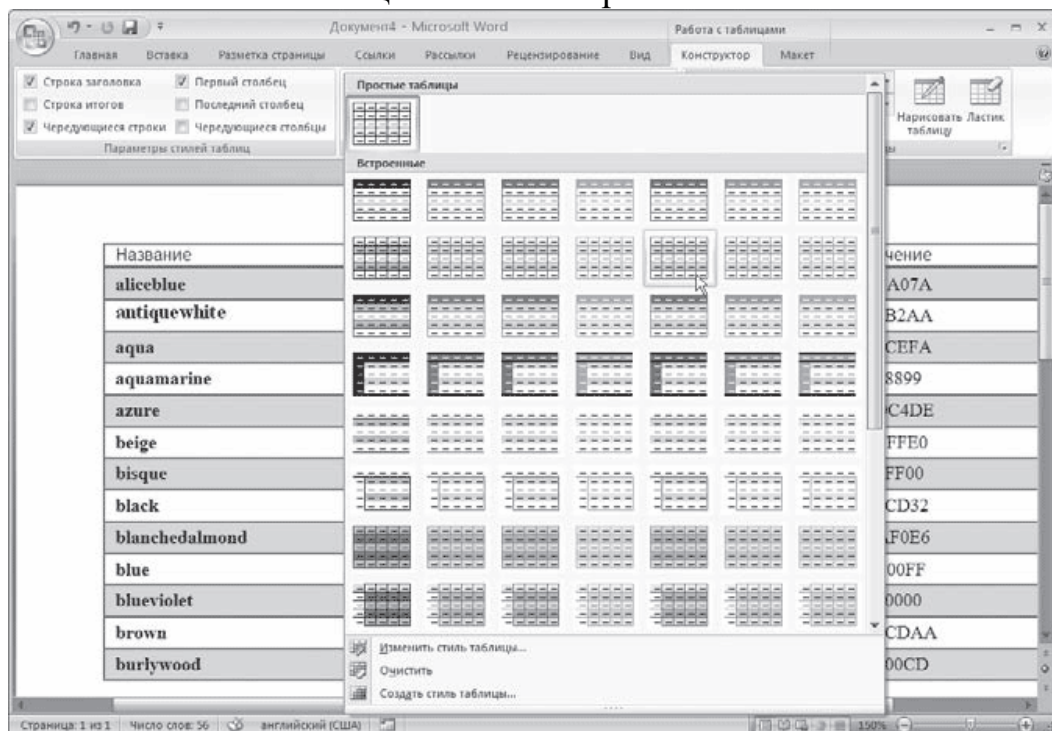 Документ4 - Microsoft Word
Работа с таблицами
Главная Вставка Разметка страницы Ссылки Рассылки Рецензирование Вид Конструктор Макет
Строка заголовка Первый столбец
Строка итогов Последний столбец
Чередующиеся строки Чередующиеся столбцы
Параметры стилей таблиц
Нарисовать таблицу
Ластик
Простые таблицы
Встроенные
Название чение
aliceblue A07A
antiquewhite B2AA
aqua CEFA
aquamarine 8899
azure C4DE
beige FFE0
bisque FF00
black CD32
blanchedalmond F0E6
blue 00FF
blueviolet 0000
brown CDAA
burlywood 00CD
Изменить стиль таблицы...
Очистить
Создать стиль таблицы...
Страница: 1 из 1 Число слов: 56 английский (США) 150%